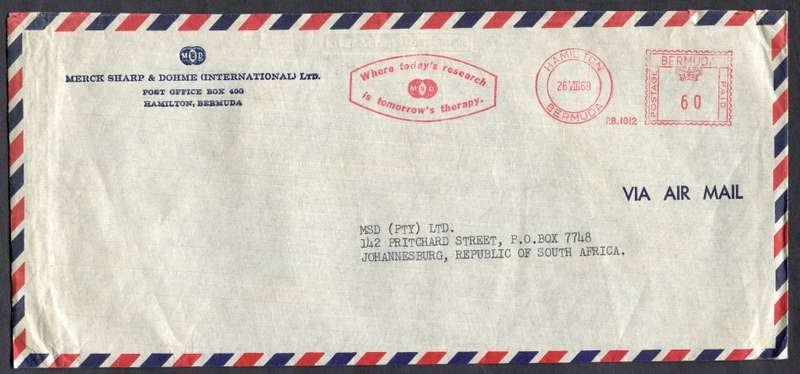 MSD
MERCK SHARP & DOHME (INTERNATIONAL) LTD.
POST OFFICE BOX 400
HAMILTON, BERMUDA
Where today's research
MSD
is tomorrow's therapy.
HAMILTON
26 VIII 69
BERMUDA
P.B.1012
BERMUDA
POSTAGE
60
PAID
VIA AIR MAIL
MSD (PTY) LTD.
142 PRITCHARD STREET, P.O.BOX 7748
JOHANNESBURG, REPUBLIC OF SOUTH AFRICA.